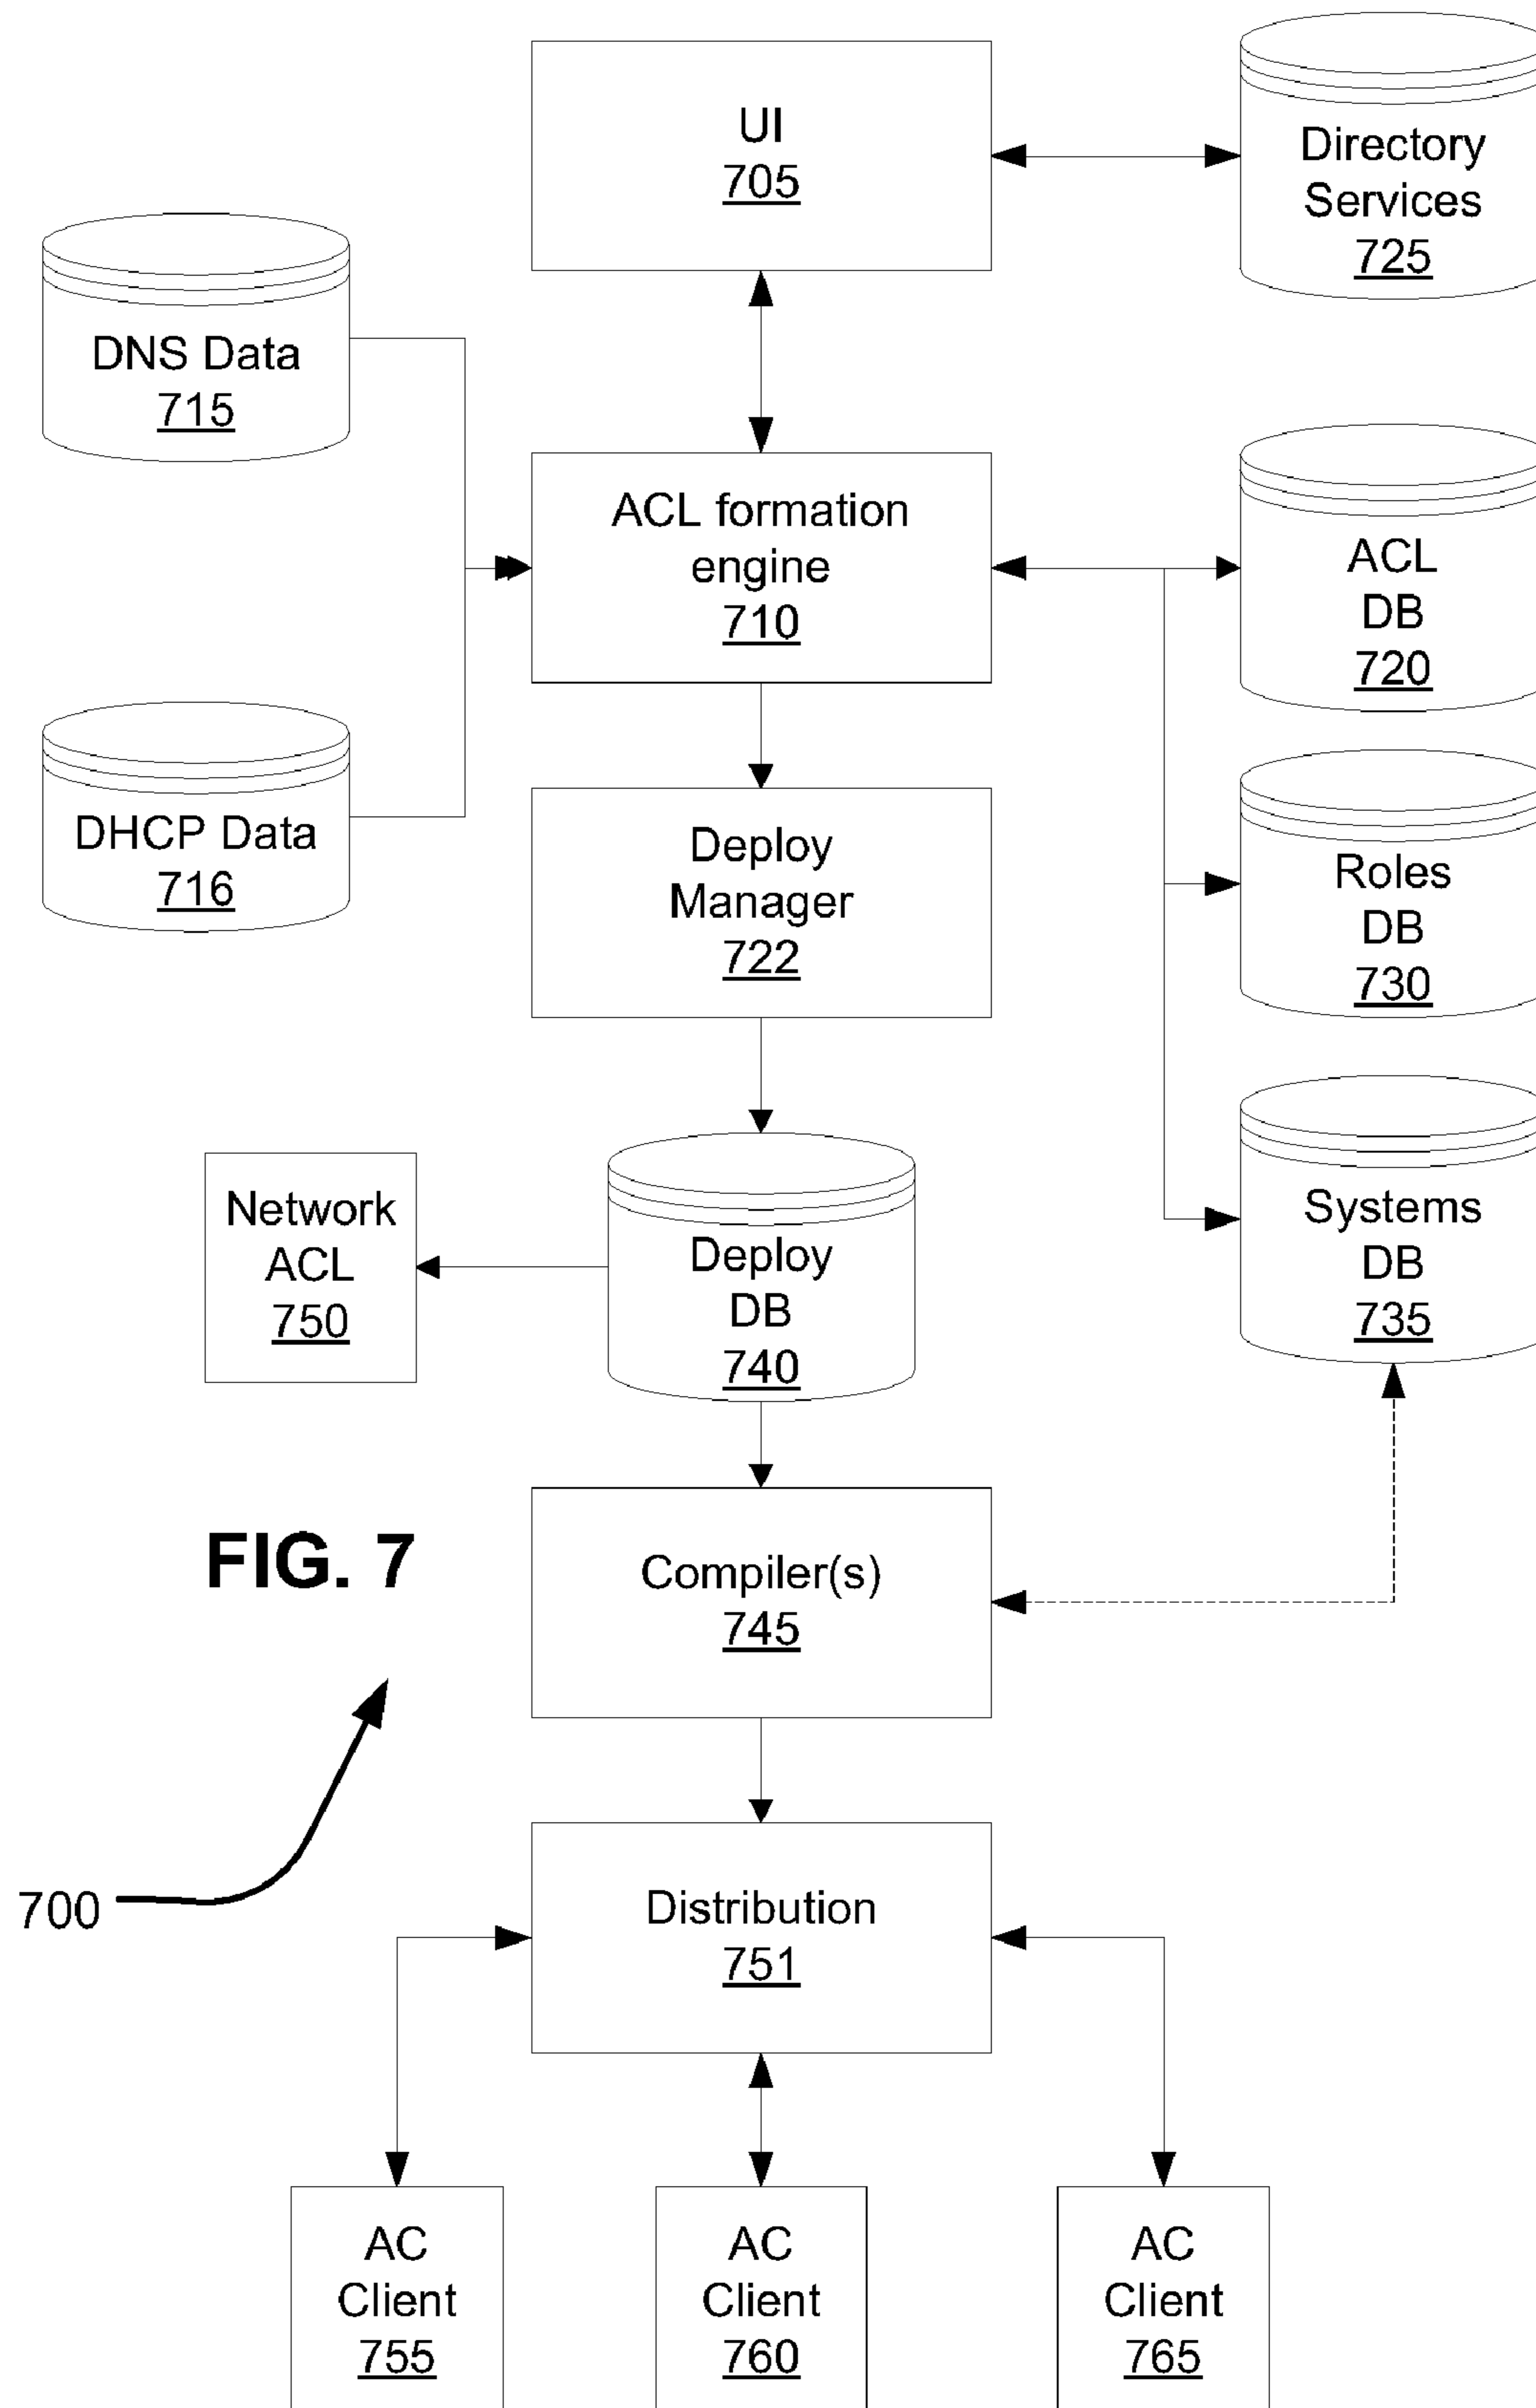 UI
705
Directory
Services
725
DNS Data
715
ACL formation
engine
710
ACL
DB
720
DHCP Data
716
Deploy
Manager
722
Roles
DB
730
Network
ACL
750
Deploy
DB
740
Systems
DB
735
FIG. 7
Compiler(s)
745
700
Distribution
751
AC
Client
755
AC
Client
760
AC
Client
765